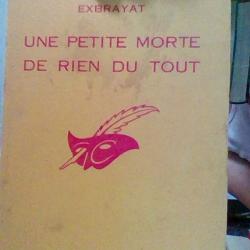 EXBRAYAT
UNE PETITE MORTE
DE RIEN DU TOUT